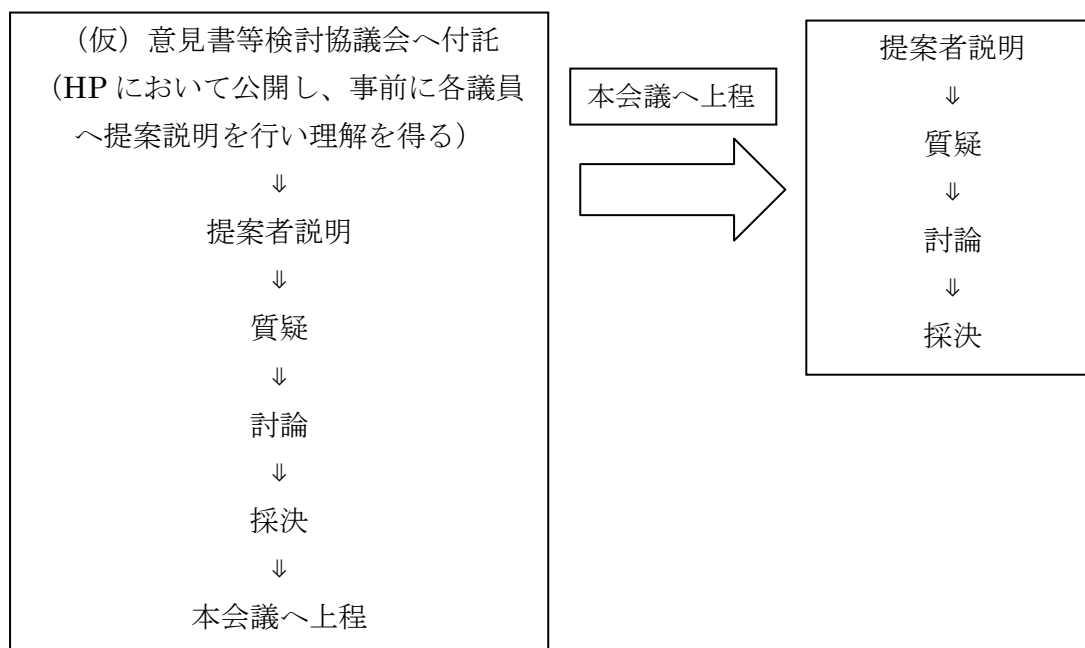 （仮）意見書等検討協議会へ付託
（HP において公開し、事前に各議員
へ提案説明を行い理解を得る）
⇓
提案者説明
⇓
質疑
⇓
討論
⇓
採決
⇓
本会議へ上程
本会議へ上程
提案者説明
⇓
質疑
⇓
討論
⇓
採決